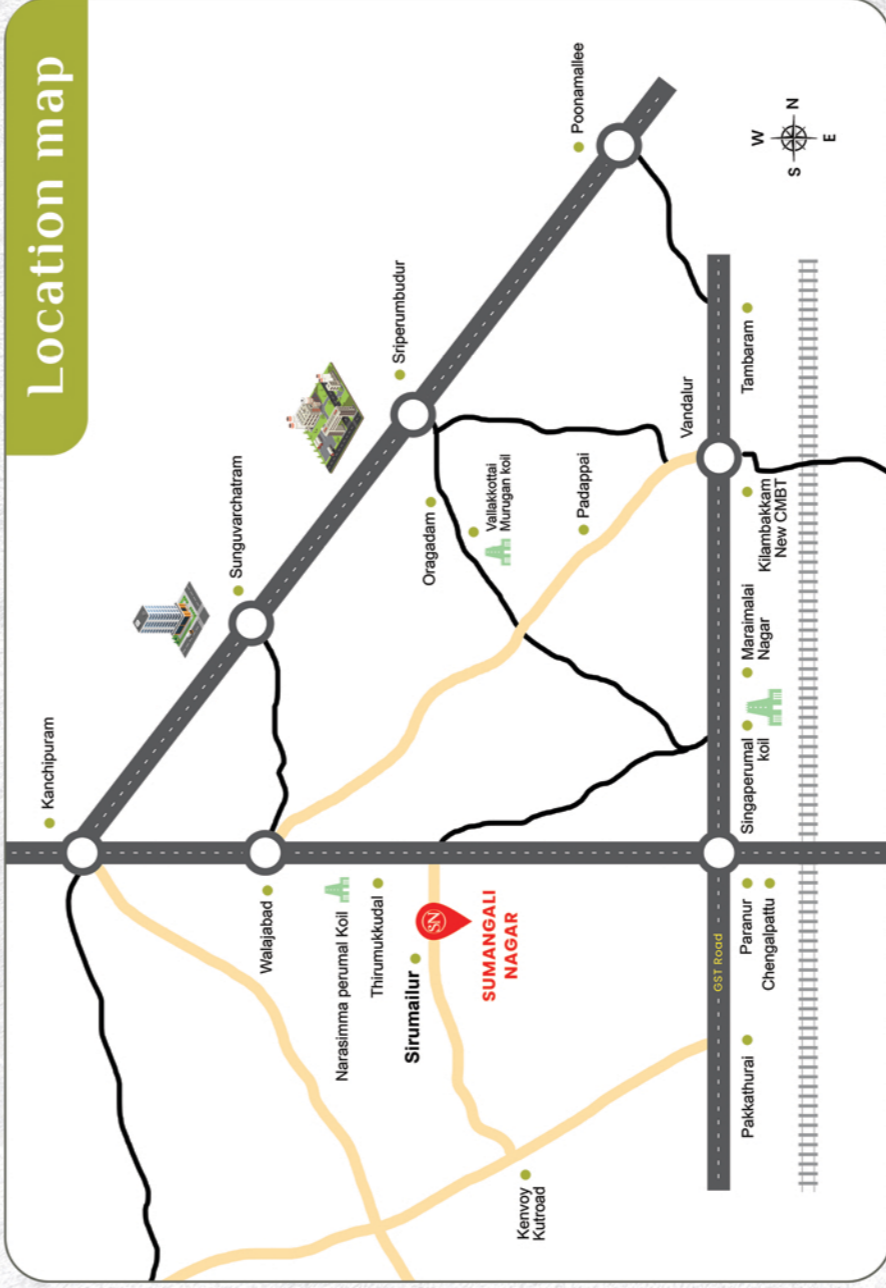 Location map
Kanchipuram
Sunguvarchatram
Sriperumbudur
Poonamallee
Walajabad
Narasimma perumal Koil
Thirumukkudal
Sirumailur
SN
SUMANGALI
NAGAR
Oragadam
Vallakkottai
Murugan koil
Padappai
Kenvoy
Kutroad
Vandalur
GST Road
Pakkathurai
Paranur
Chengalpattu
Singaperumal
koil
Maraimalai
Nagar
Kilambakkam
New CMBT
Tambaram
W
N
S
E